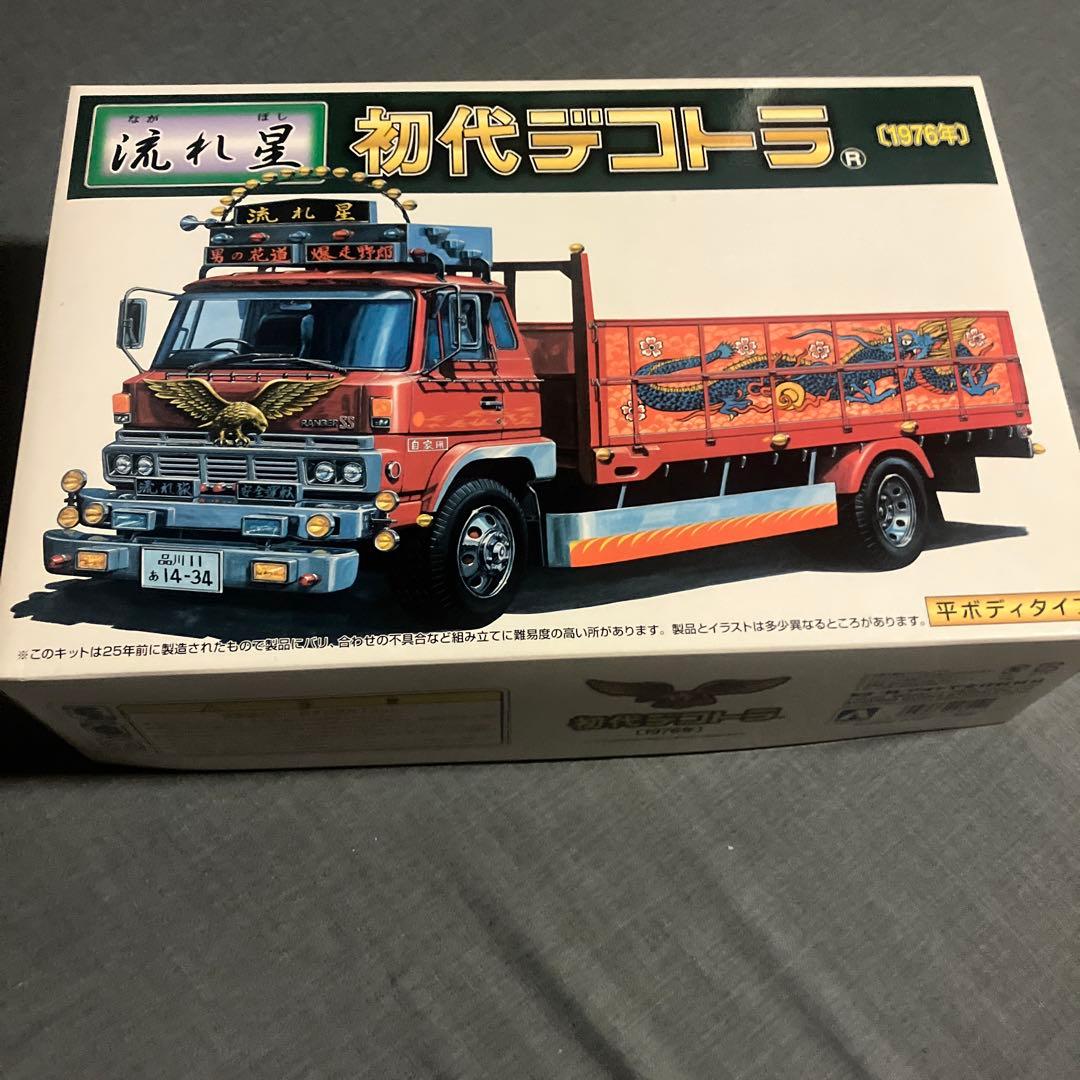 なが ぼし
流れ星
初代デコトラ®
〔1976年〕
流れ星
男の花道 爆走野郎
RANGER SS
自家用
流れ旅 安全運転
品川 11
あ 14-34
平ボディタイプ
※このキットは25年前に製造されたもので製品にバリ、合わせの不具合など組み立てに難易度の高い所があります。製品とイラストは多少異なるところがあります。
初代デコトラ
〔1976年〕